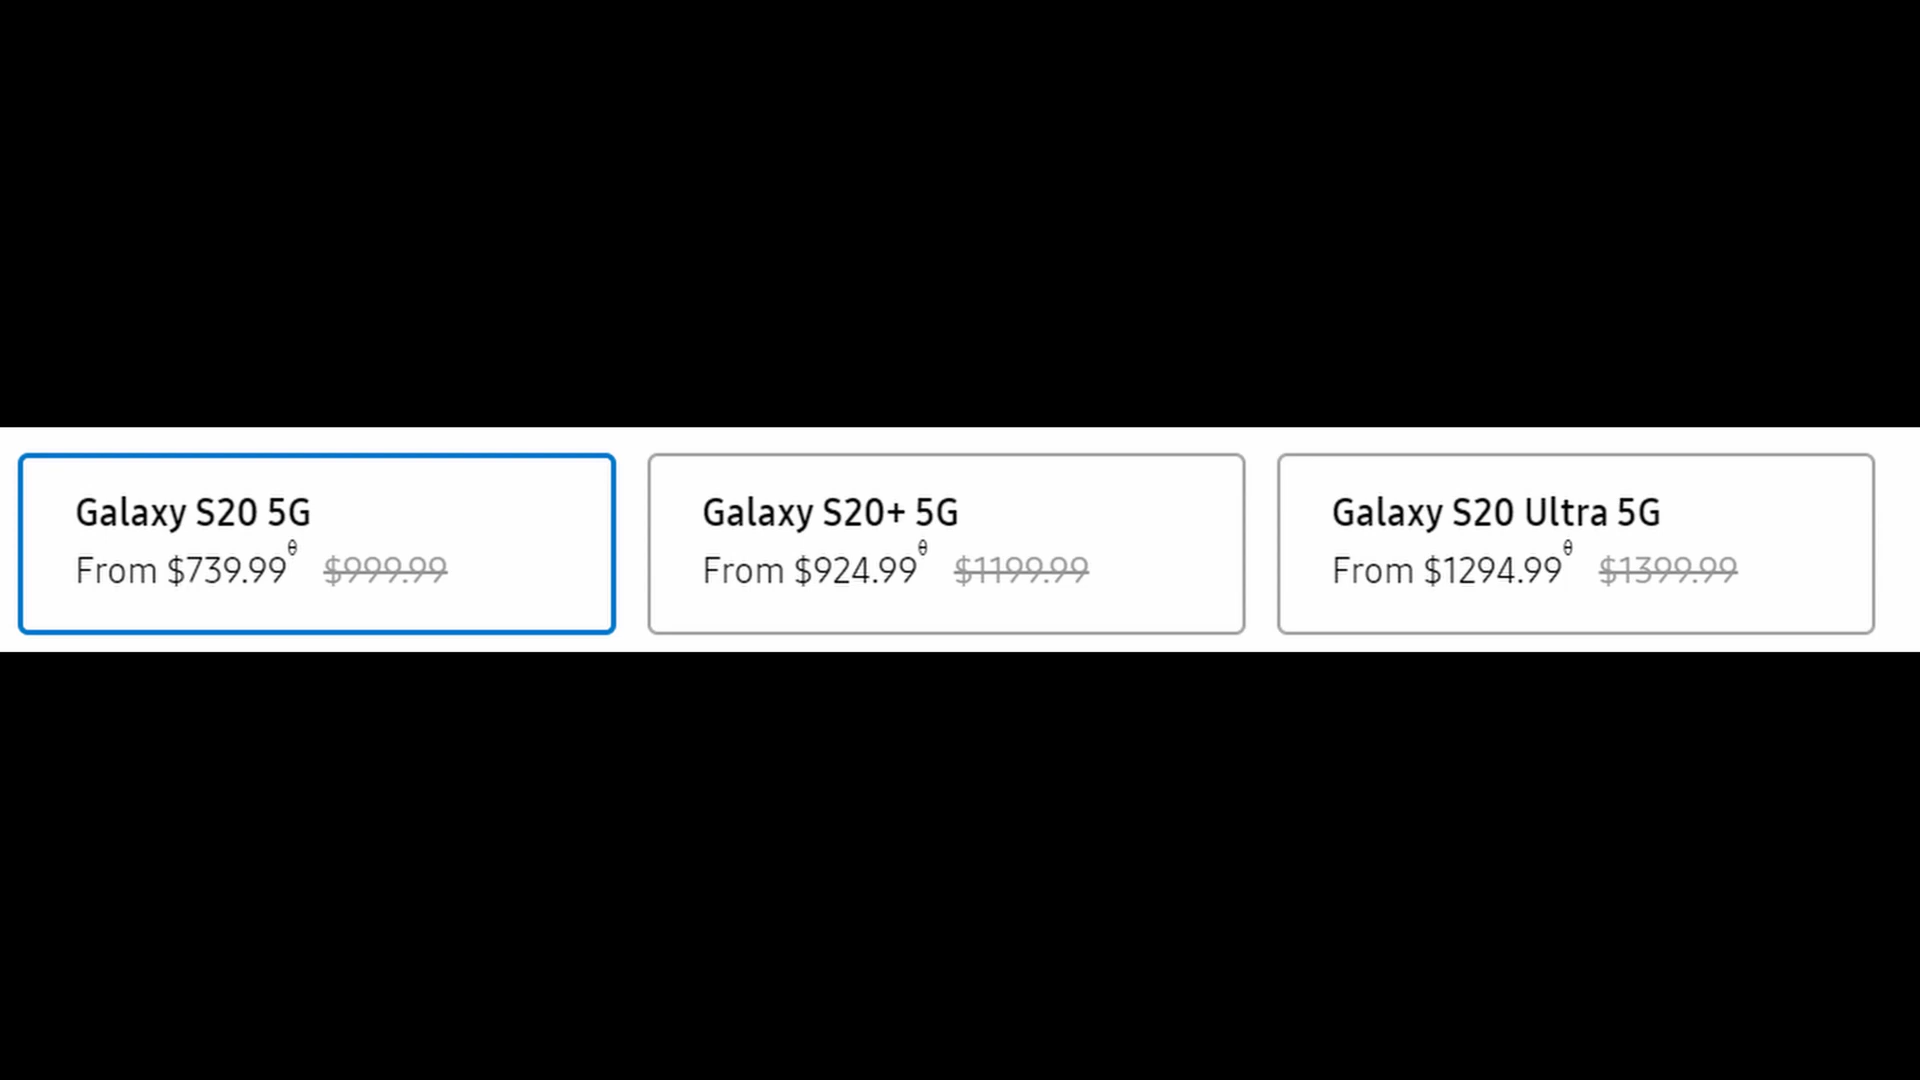 Galaxy S20 5G
From $739.99θ $999.99
Galaxy S20+ 5G
From $924.99θ $1199.99
Galaxy S20 Ultra 5G
From $1294.99θ $1399.99